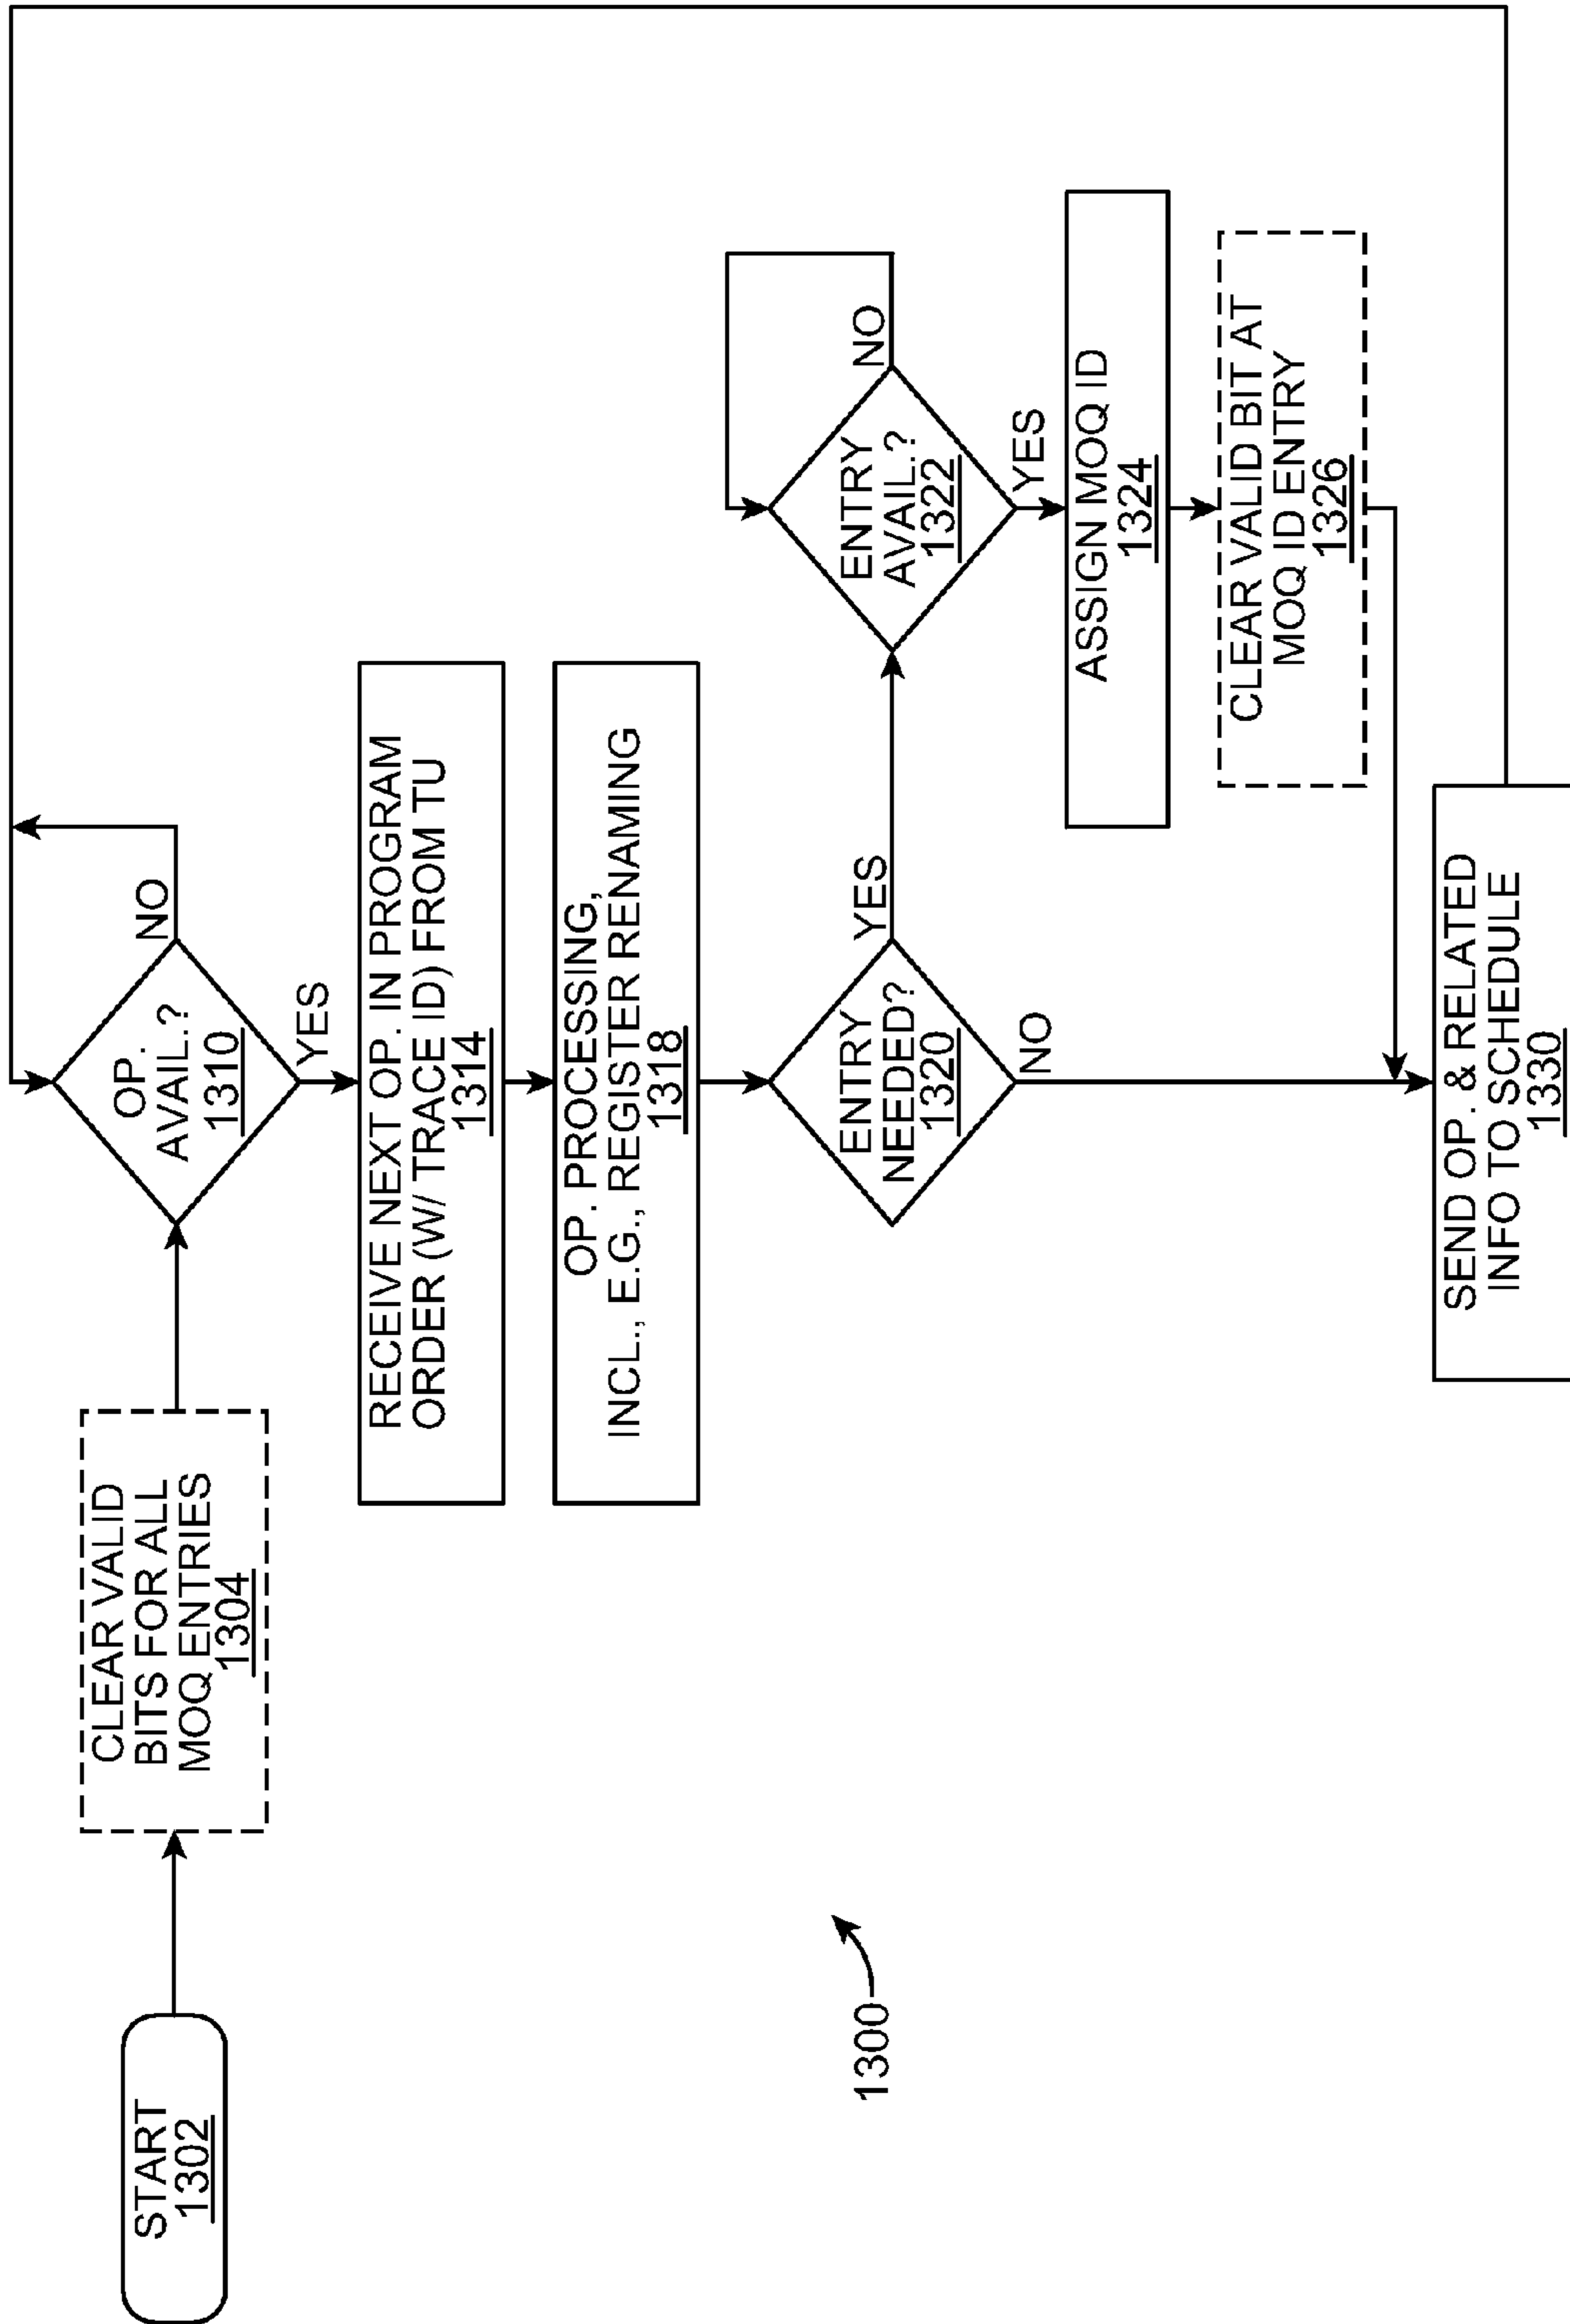 START
1302
CLEAR VALID
BITS FOR ALL
MOQ ENTRIES
1304
OP.
AVAIL.?
1310
NO
YES
RECEIVE NEXT OP. IN PROGRAM
ORDER (W/ TRACE ID) FROM TU
1314
OP. PROCESSING,
INCL., E.G., REGISTER RENAMING
1318
ENTRY
NEEDED?
1320
YES
NO
ENTRY
AVAIL.?
1322
NO
YES
ASSIGN MOQ ID
1324
CLEAR VALID BIT AT
MOQ ID ENTRY
1326
SEND OP. & RELATED
INFO TO SCHEDULE
1330
1300